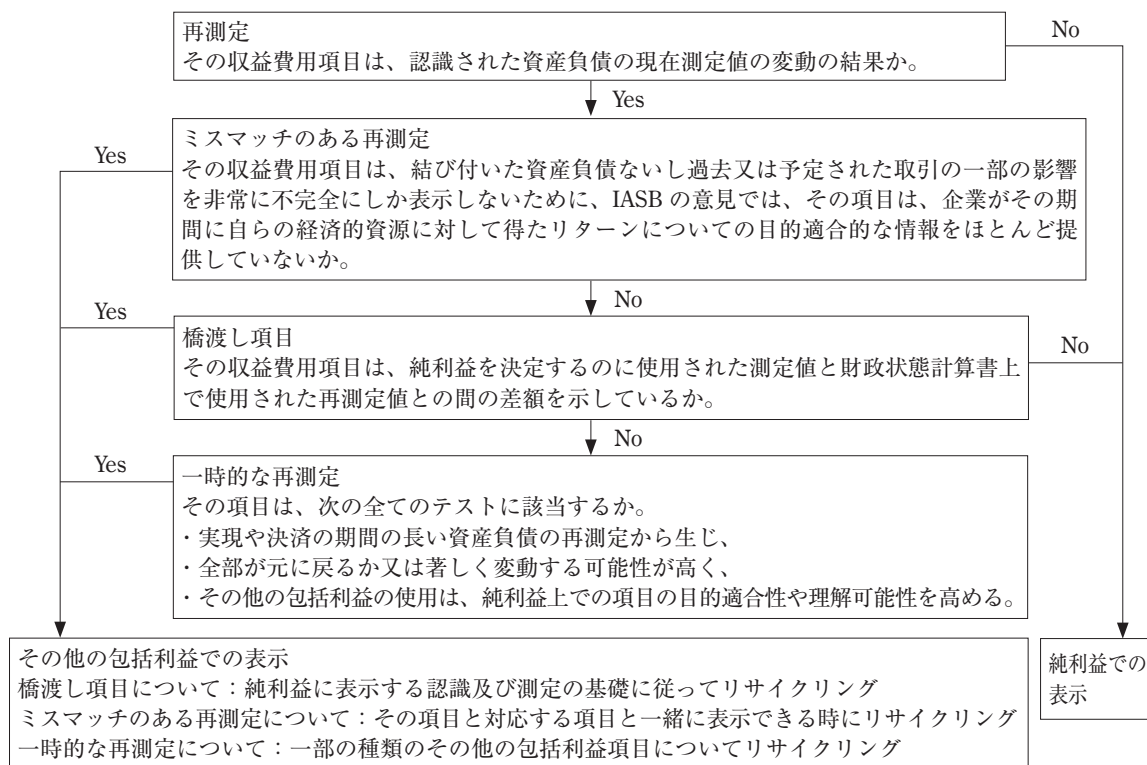 再測定
その収益費用項目は、認識された資産負債の現在測定値の変動の結果か。
No
Yes
ミスマッチのある再測定
その収益費用項目は、結び付いた資産負債ないし過去又は予定された取引の一部の影響
を非常に不完全にしか表示しないために、IASB の意見では、その項目は、企業がその期
間に自らの経済的資源に対して得たリターンについての目的適合的な情報をほとんど提
供していないか。
Yes
No
橋渡し項目
その収益費用項目は、純利益を決定するのに使用された測定値と財政状態計算書上
で使用された再測定値との間の差額を示しているか。
Yes
No
No
一時的な再測定
その項目は、次の全てのテストに該当するか。
・実現や決済の期間の長い資産負債の再測定から生じ、
・全部が元に戻るか又は著しく変動する可能性が高く、
・その他の包括利益の使用は、純利益上での項目の目的適合性や理解可能性を高める。
Yes
その他の包括利益での表示
橋渡し項目について：純利益に表示する認識及び測定の基礎に従ってリサイクリング
ミスマッチのある再測定について：その項目と対応する項目と一緒に表示できる時にリサイクリング
一時的な再測定について：一部の種類のその他の包括利益項目についてリサイクリング
純利益での
表示